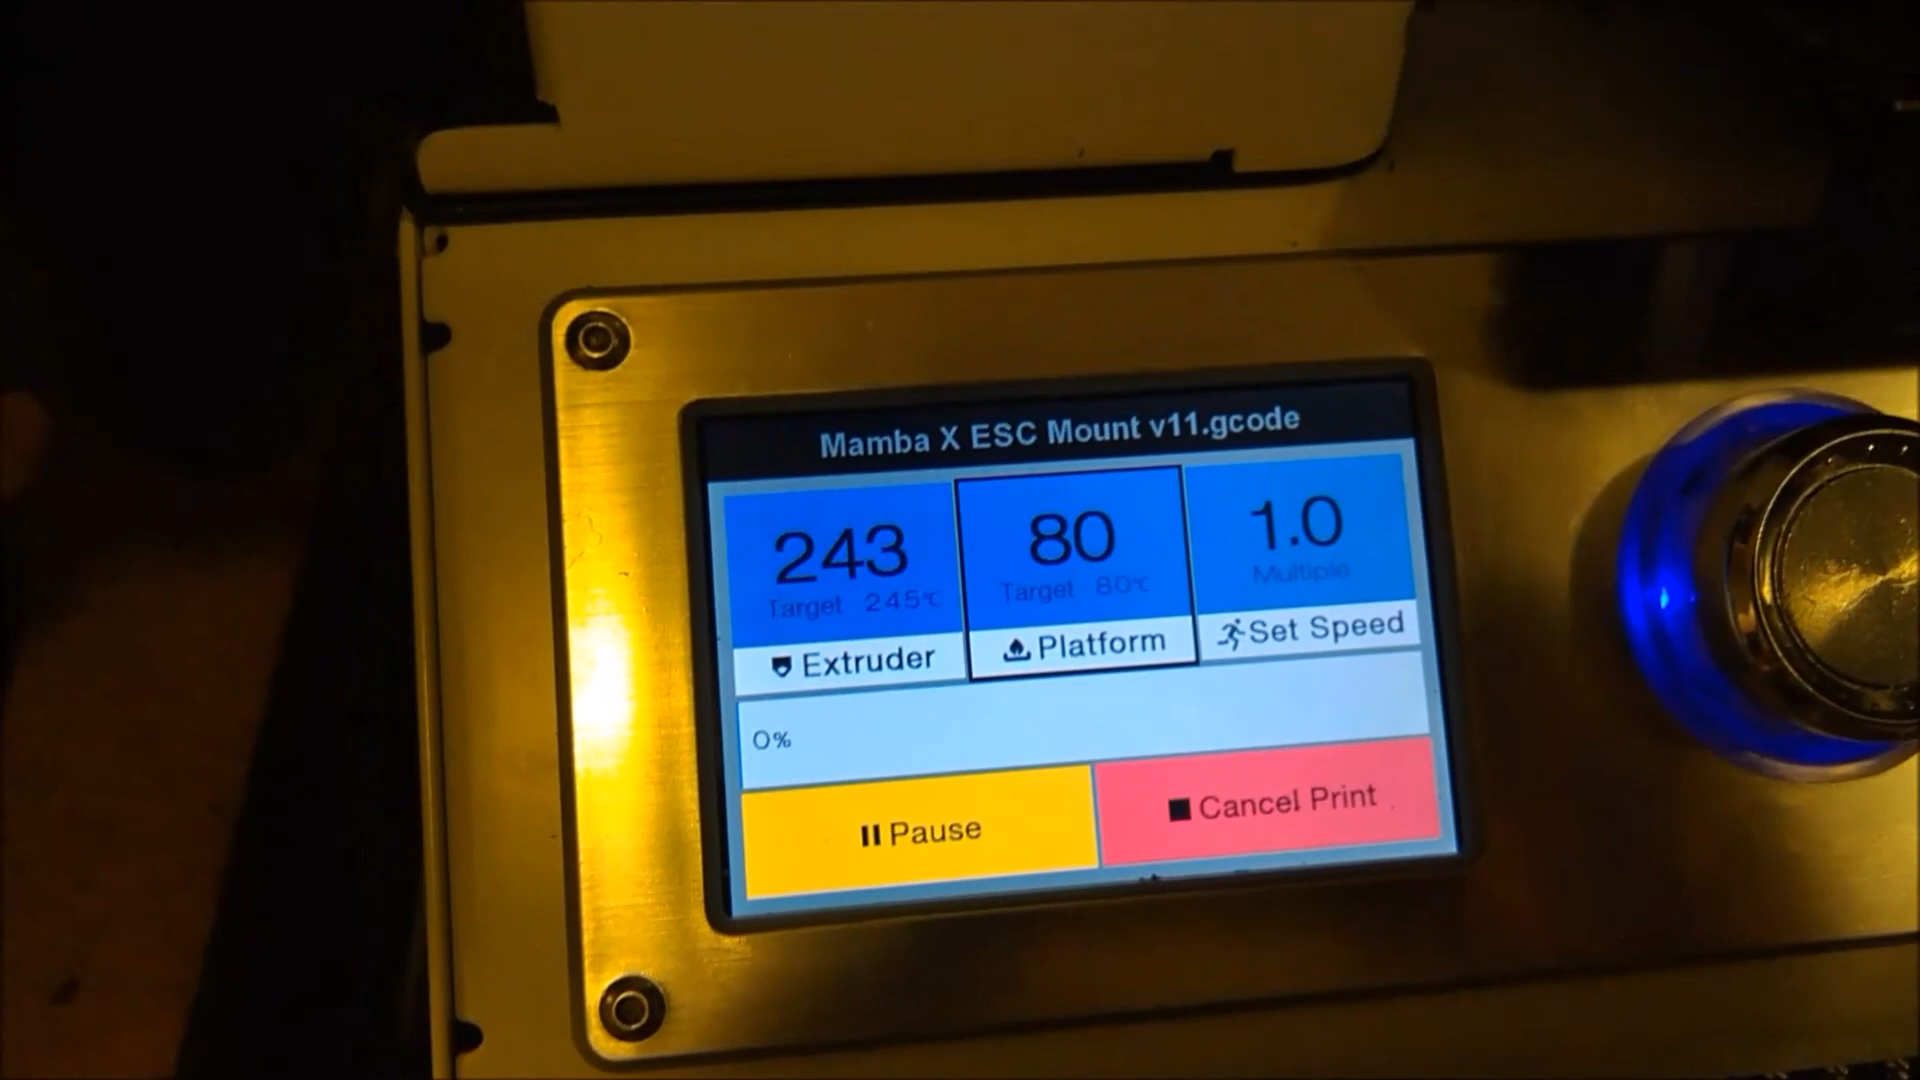 Mamba X ESC Mount v11.gcode
243
Target 245℃
Extruder
80
Target 80℃
Platform
1.0
Multiple
Set Speed
0%
Pause
Cancel Print